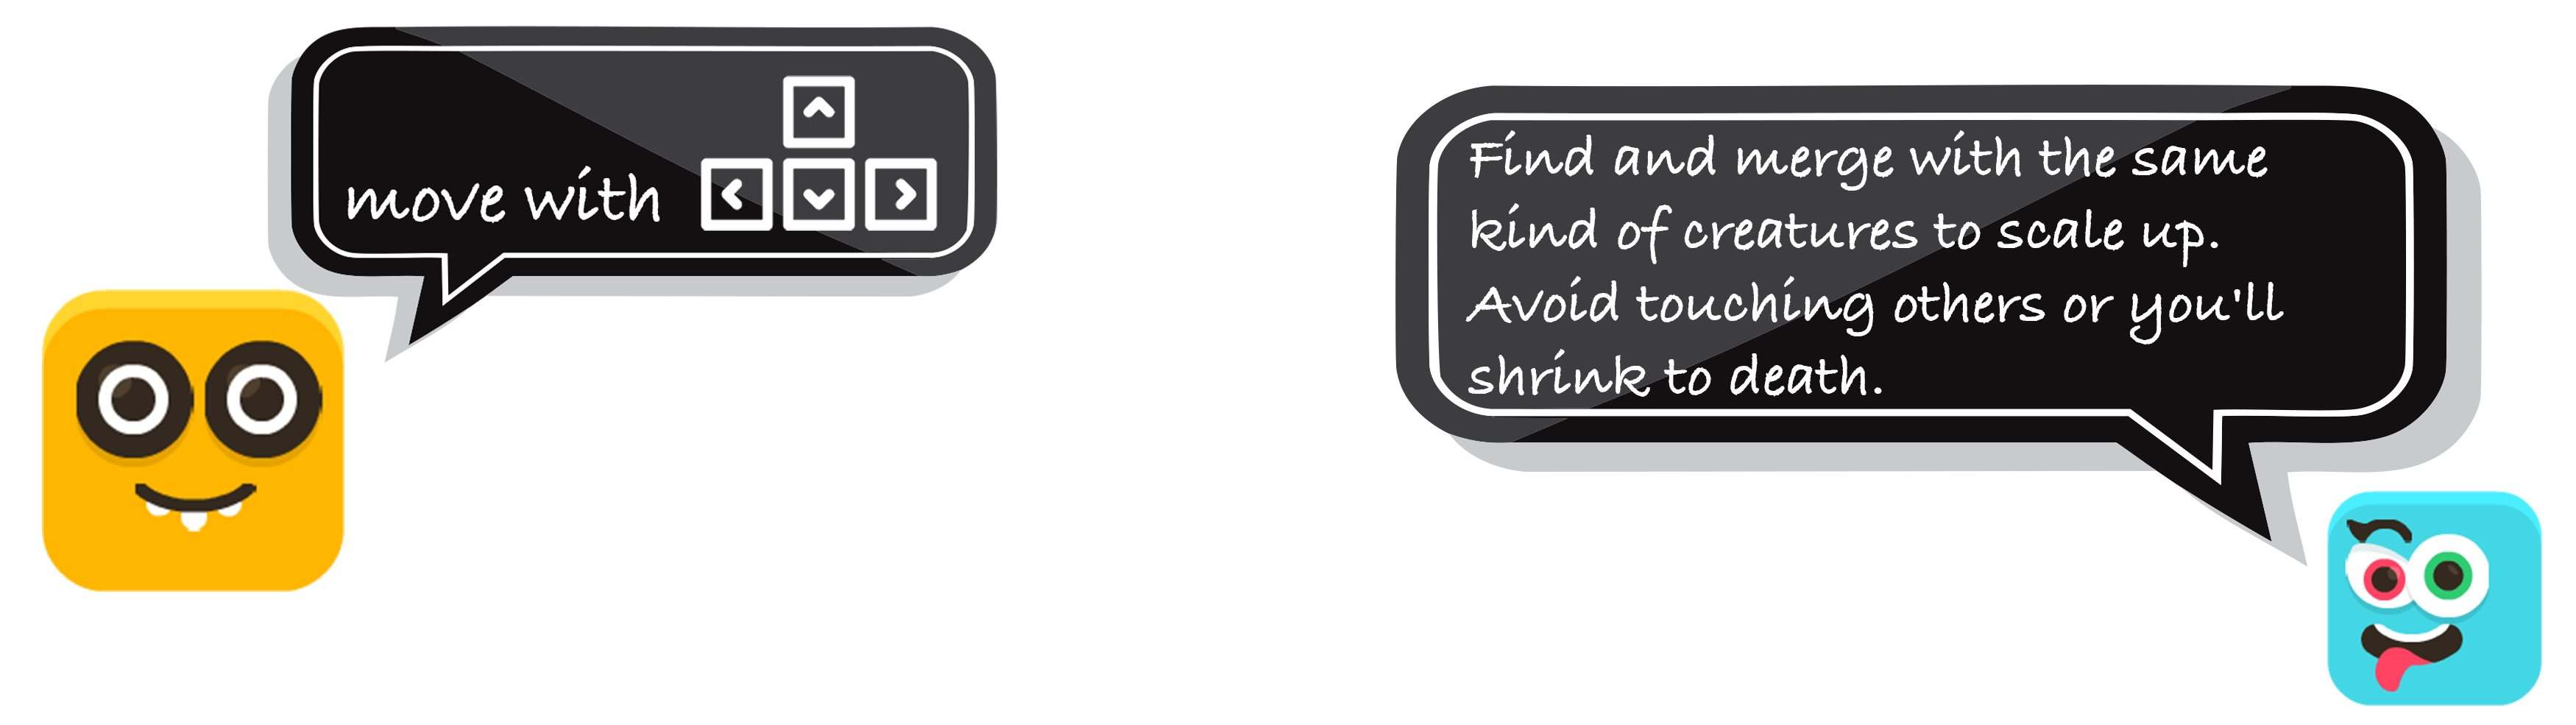 move with
Find and merge with the same
kind of creatures to scale up.
Avoid touching others or you'll
shrink to death.